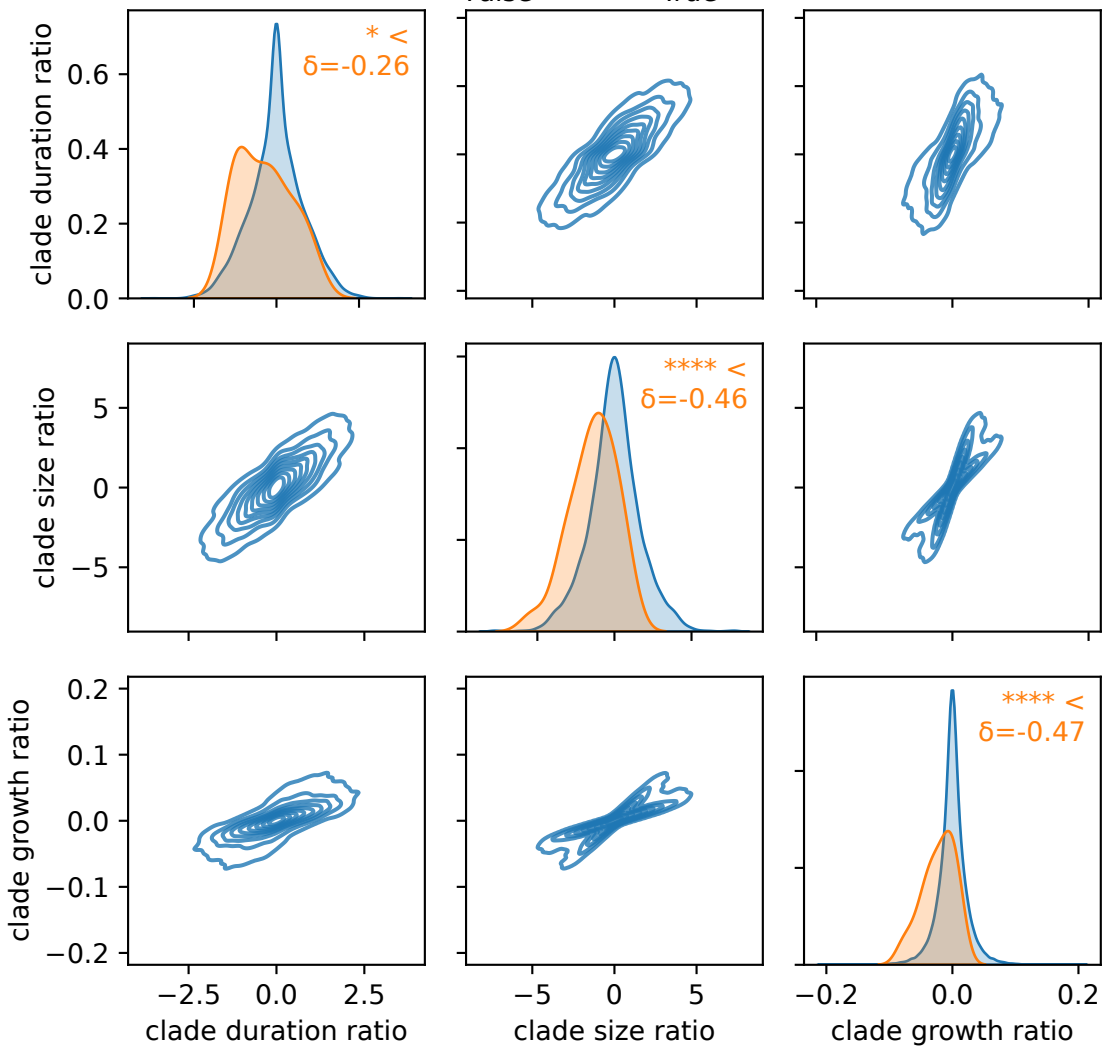 * <
δ=-0.26
clade duration ratio
0.6
0.4
0.2
0.0
**** <
δ=-0.46
clade size ratio
5
0
−5
**** <
δ=-0.47
clade growth ratio
0.2
0.1
0.0
−0.1
−0.2
−2.5 0.0 2.5
−5 0 5
−0.2 0.0 0.2
clade duration ratio
clade size ratio
clade growth ratio